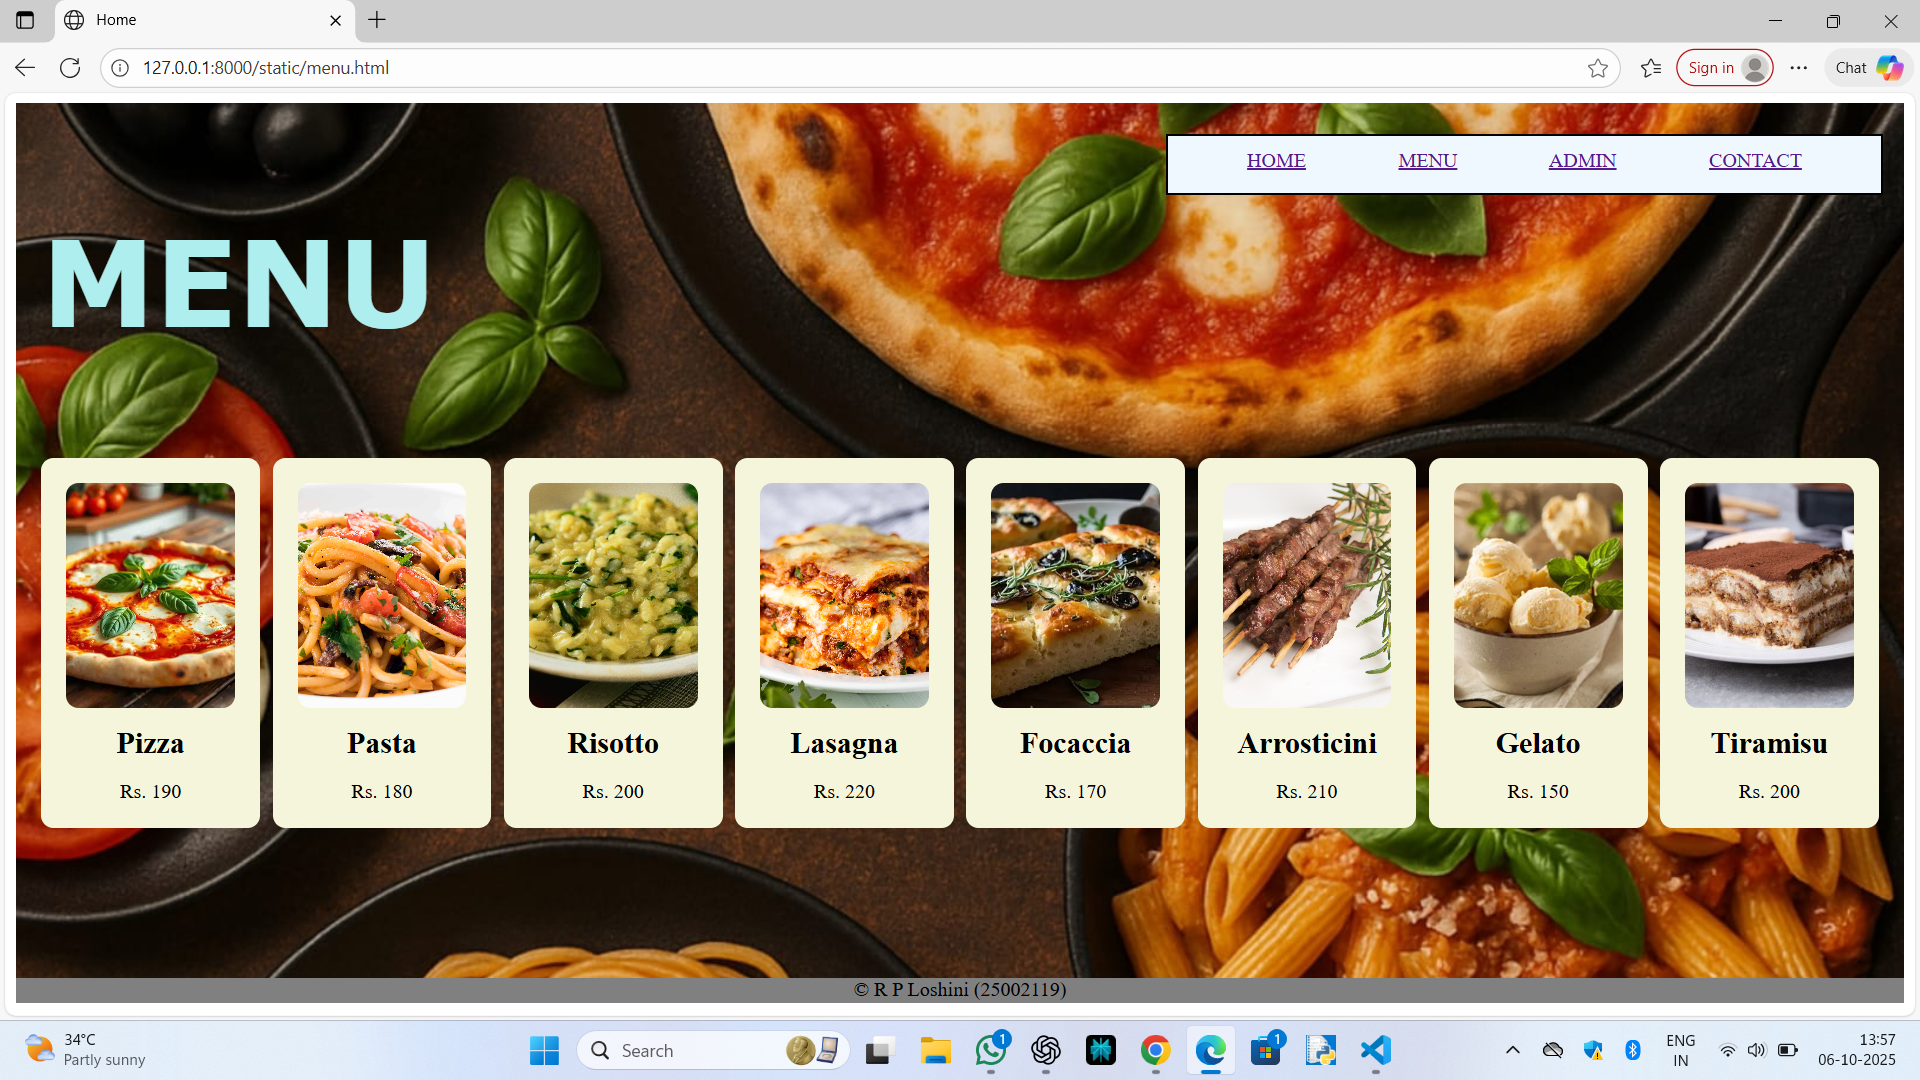 Home
127.0.0.1:8000/static/menu.html
Sign in
Chat
HOME MENU ADMIN CONTACT
MENU
Pizza Pasta Risotto Lasagna Focaccia Arrosticini Gelato Tiramisu
Rs. 190 Rs. 180 Rs. 200 Rs. 220 Rs. 170 Rs. 210 Rs. 150 Rs. 200
© R P Loshini (25002119)
34°C
Partly sunny
Search
1
1
ENG
IN
13:57
06-10-2025